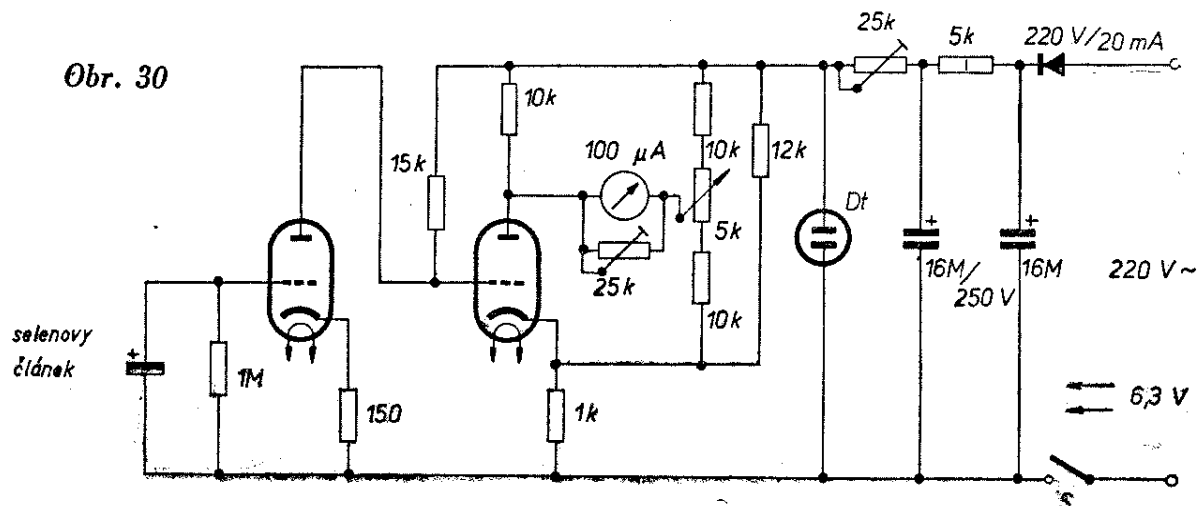 Obr. 30
25k
5k
220 V/20 mA
10k
15k
100 µA
10k
12k
5k
25k
10k
Dt
16M/
250 V
16M
220 V~
selenovy
článek
+
1M
150
1k
+
+
6,3 V
S